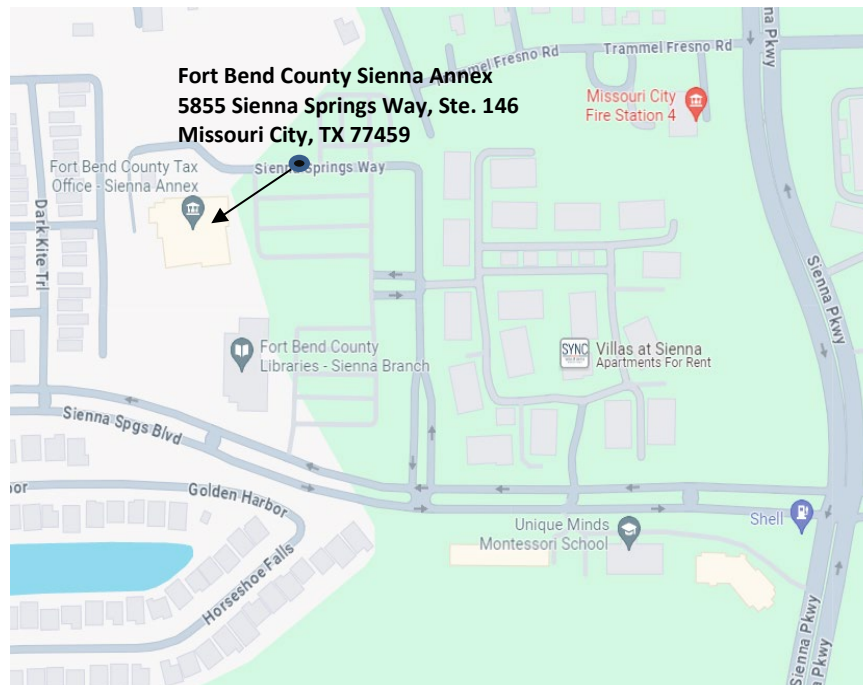 Fort Bend County Sienna Annex
5855 Sienna Springs Way, Ste. 146
Missouri City, TX 77459
Trammel Fresno Rd
Trammel Fresno Rd
Sienna Pkwy
Missouri City
Fire Station 4
Fort Bend County Tax
Office - Sienna Annex
Sienna Springs Way
Dark Kite Trl
Sienna Pkwy
Fort Bend County
Libraries - Sienna Branch
SYNC
Villas at Sienna
Apartments For Rent
Sienna Spgs Blvd
Golden Harbor
Horseshoe Falls
Unique Minds
Montessori School
Shell
Sienna Pkwy